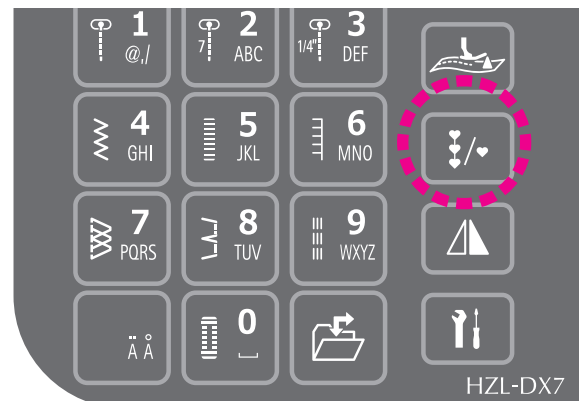 1 2 3
@./ 7 ABC 1/4" DEF
4 5 6
GHI JKL MNO
7 8 9
PQRS TUV WXYZ
Ä Å 0
HZL-DX7